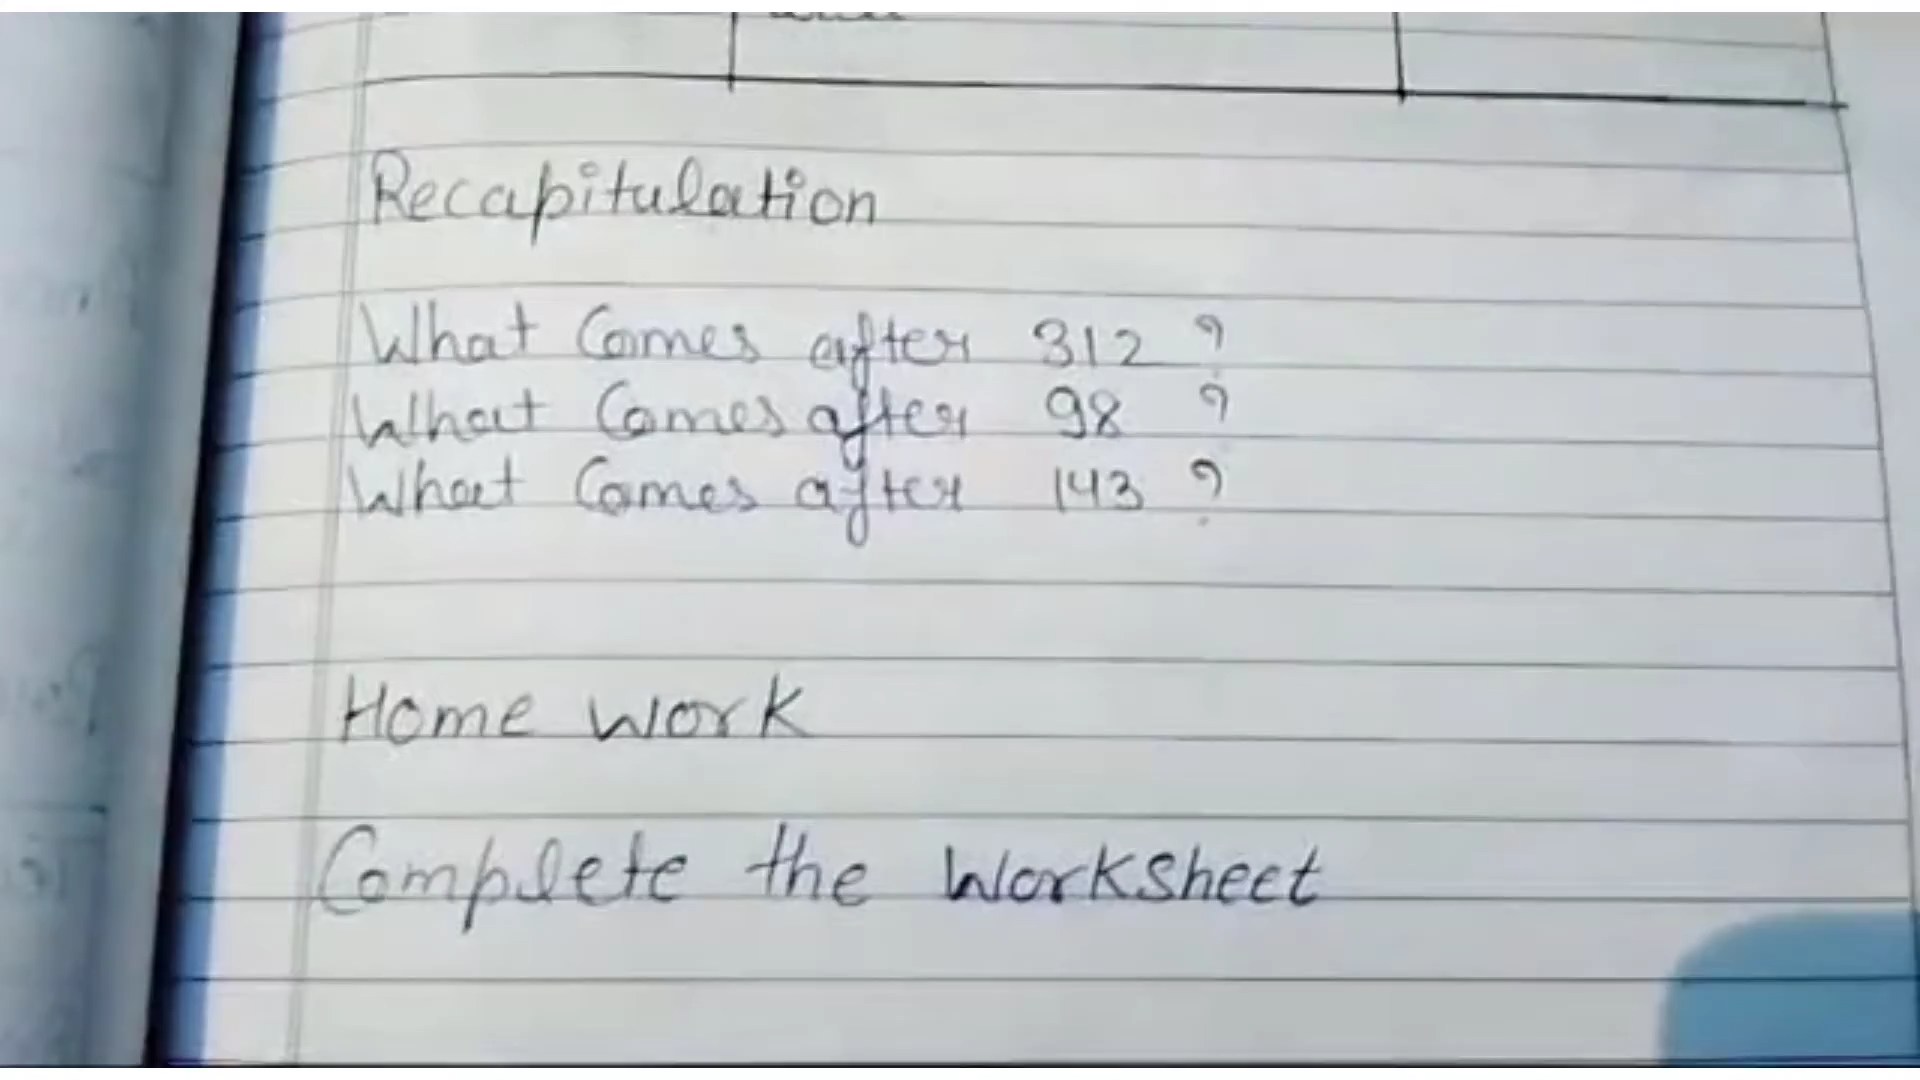 Recapitulation
What Comes after 312 ?
What Comes after 98 ?
What Comes after 143 ?
Home work
Complete the Worksheet